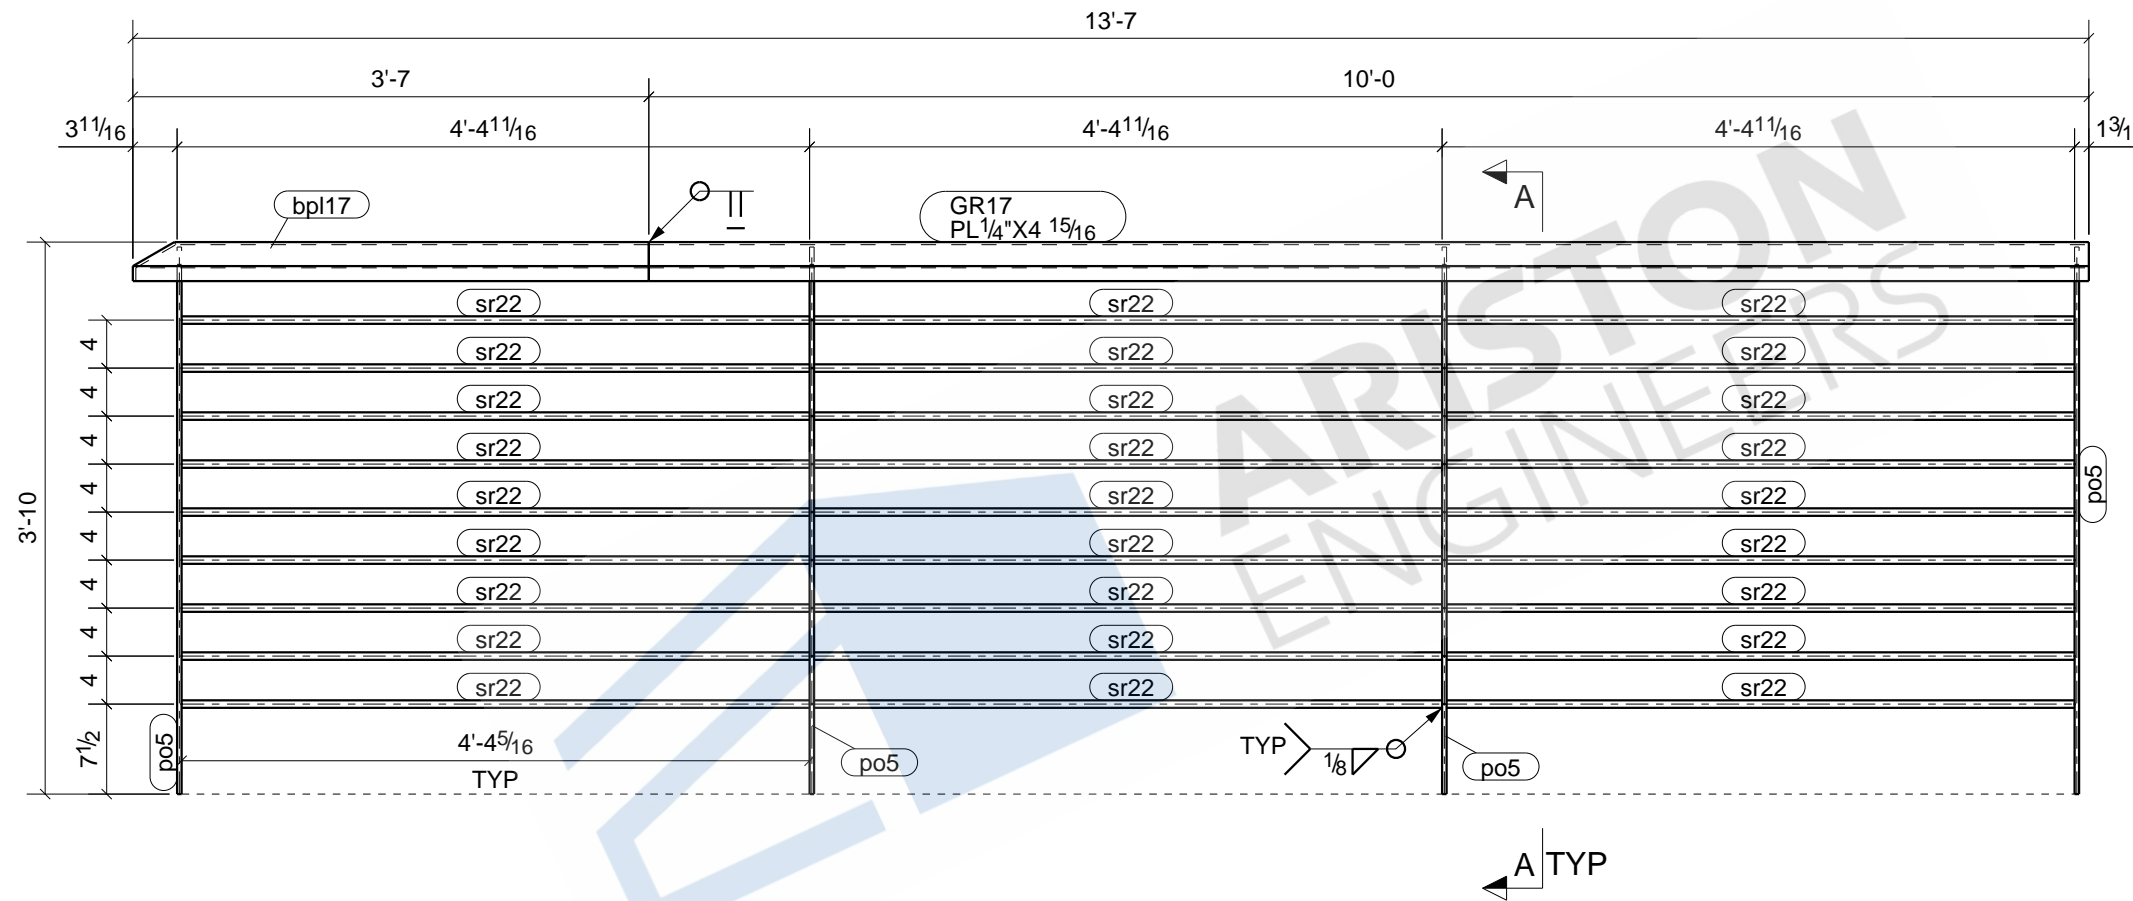 13'-7
3'-7
10'-0
3 11/16
4'-4 11/16
4'-4 11/16
4'-4 11/16
1 3/1
bpl17
GR17
PL 1/4"X4 15/16
A
sr22 sr22 sr22
4
sr22 sr22 sr22
4
sr22 sr22 sr22
4
sr22 sr22 sr22
4
sr22 sr22 sr22
4
sr22 sr22 sr22
4
sr22 sr22 sr22
4
sr22 sr22 sr22
4
sr22 sr22 sr22
3'-10
7 1/2
po5
4'-4 5/16
TYP
po5
TYP
1/8
po5
po5
A TYP
ARISTON
ENGINEERS